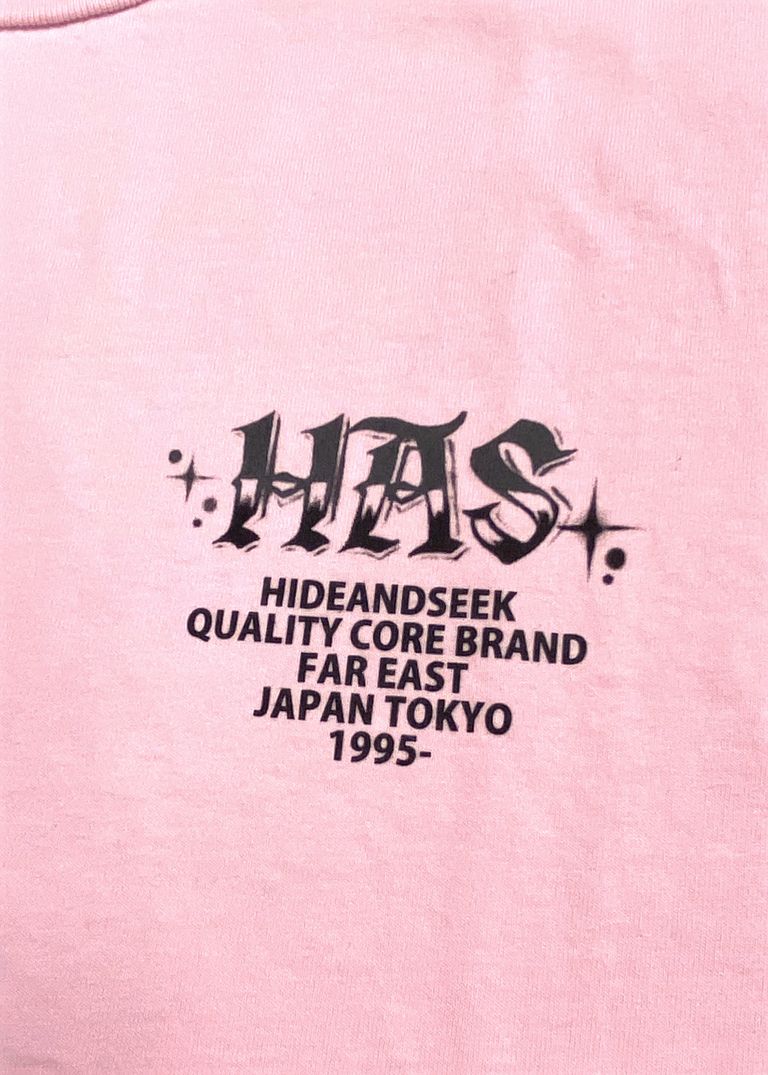 HAS
HIDEANDSEEK
QUALITY CORE BRAND
FAR EAST
JAPAN TOKYO
1995-